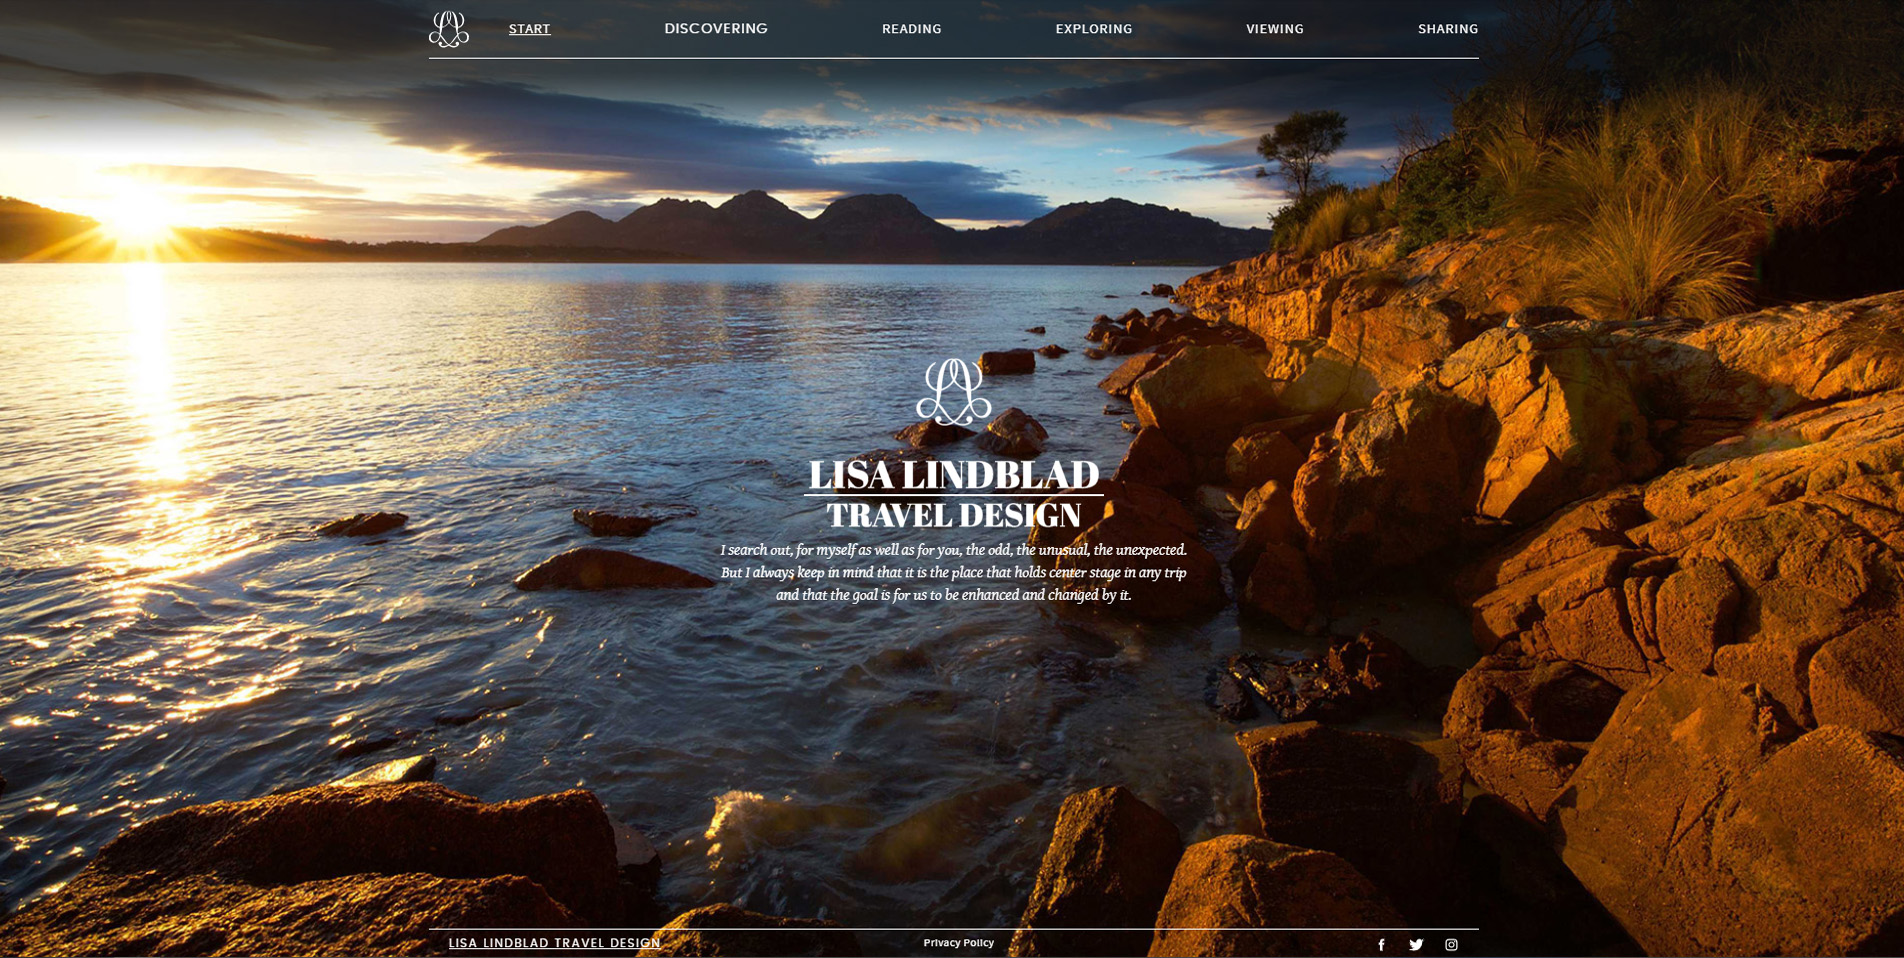 START
DISCOVERING
READING
EXPLORING
VIEWING
SHARING
LISA LINDBLAD
TRAVEL DESIGN
I search out, for myself as well as for you, the odd, the unusual, the unexpected.
But I always keep in mind that it is the place that holds center stage in any trip
and that the goal is for us to be enhanced and changed by it.
LISA LINDBLAD TRAVEL DESIGN
Privacy Policy